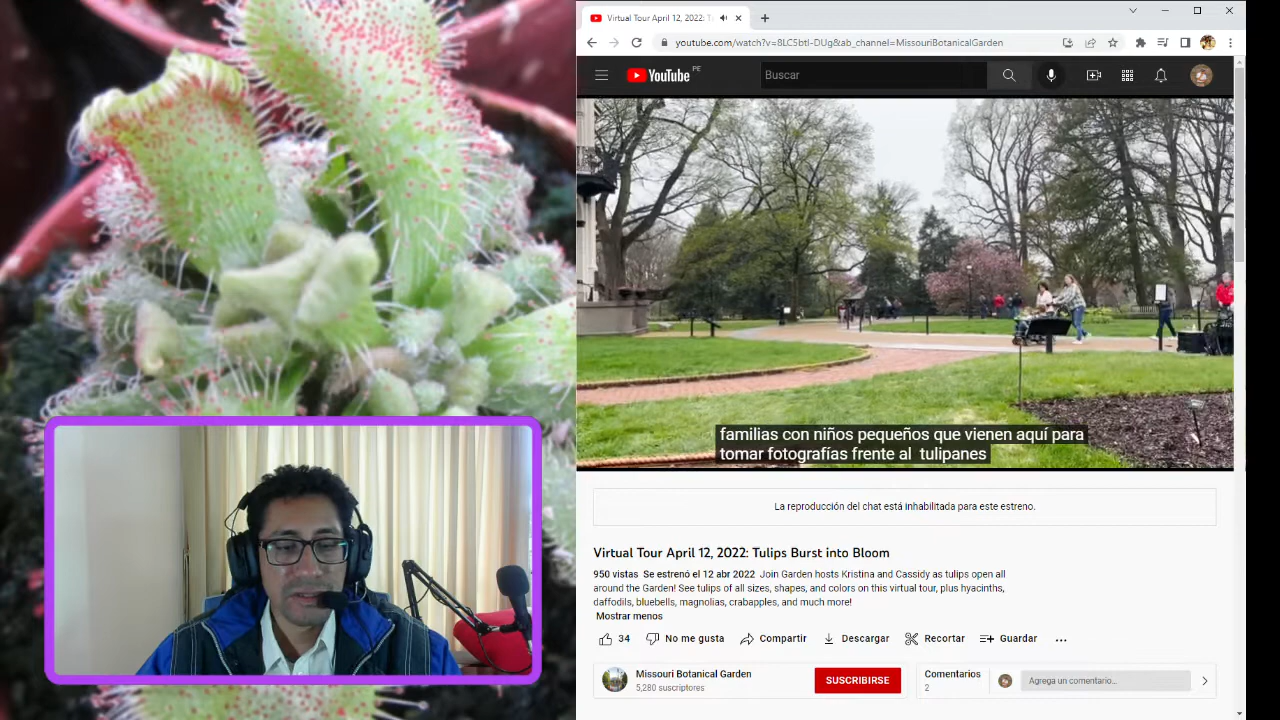 Virtual Tour April 12, 2022: T
youtube.com/watch?v=8LC5btI-DUg&ab_channel=MissouriBotanicalGarden
YouTube PE
Buscar
familias con niños pequeños que vienen aquí para
tomar fotografías frente al tulipanes
La reproducción del chat está inhabilitada para este estreno.
Virtual Tour April 12, 2022: Tulips Burst into Bloom
950 vistas Se estrenó el 12 abr 2022 Join Garden hosts Kristina and Cassidy as tulips open all
around the Garden! See tulips of all sizes, shapes, and colors on this virtual tour, plus hyacinths,
daffodils, bluebells, magnolias, crabapples, and much more!
Mostrar menos
34 No me gusta Compartir Descargar Recortar Guardar ...
Missouri Botanical Garden
5,280 suscriptores
SUSCRIBIRSE
Comentarios
2
Agrega un comentario...